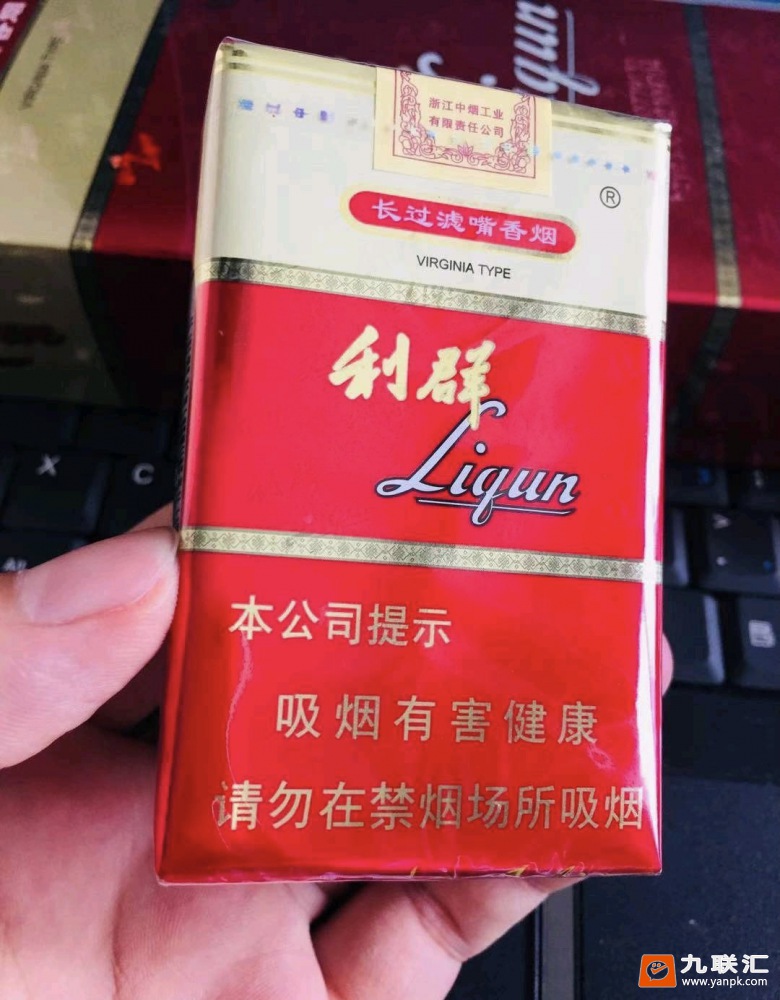 浙江中烟工业
有限责任公司
®
长过滤嘴香烟
VIRGINIA TYPE
利群
Liqun
本公司提示
吸烟有害健康
请勿在禁烟场所吸烟
X
C
V
九联汇
www.yanpk.com